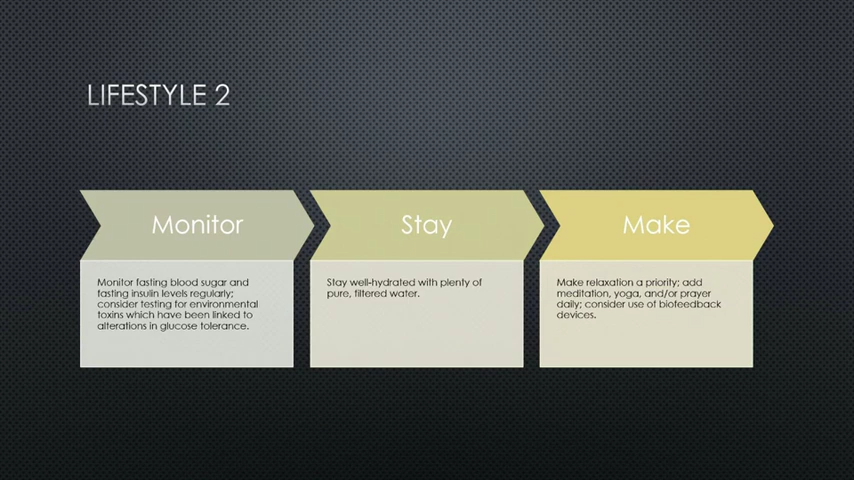 LIFESTYLE 2
Monitor
Monitor fasting blood sugar and
fasting insulin levels regularly;
consider testing for environmental
toxins which have been linked to
alterations in glucose tolerance.
Stay
Stay well-hydrated with plenty of
pure, filtered water.
Make
Make relaxation a priority; add
meditation, yoga, and/or prayer
daily; consider use of biofeedback
devices.